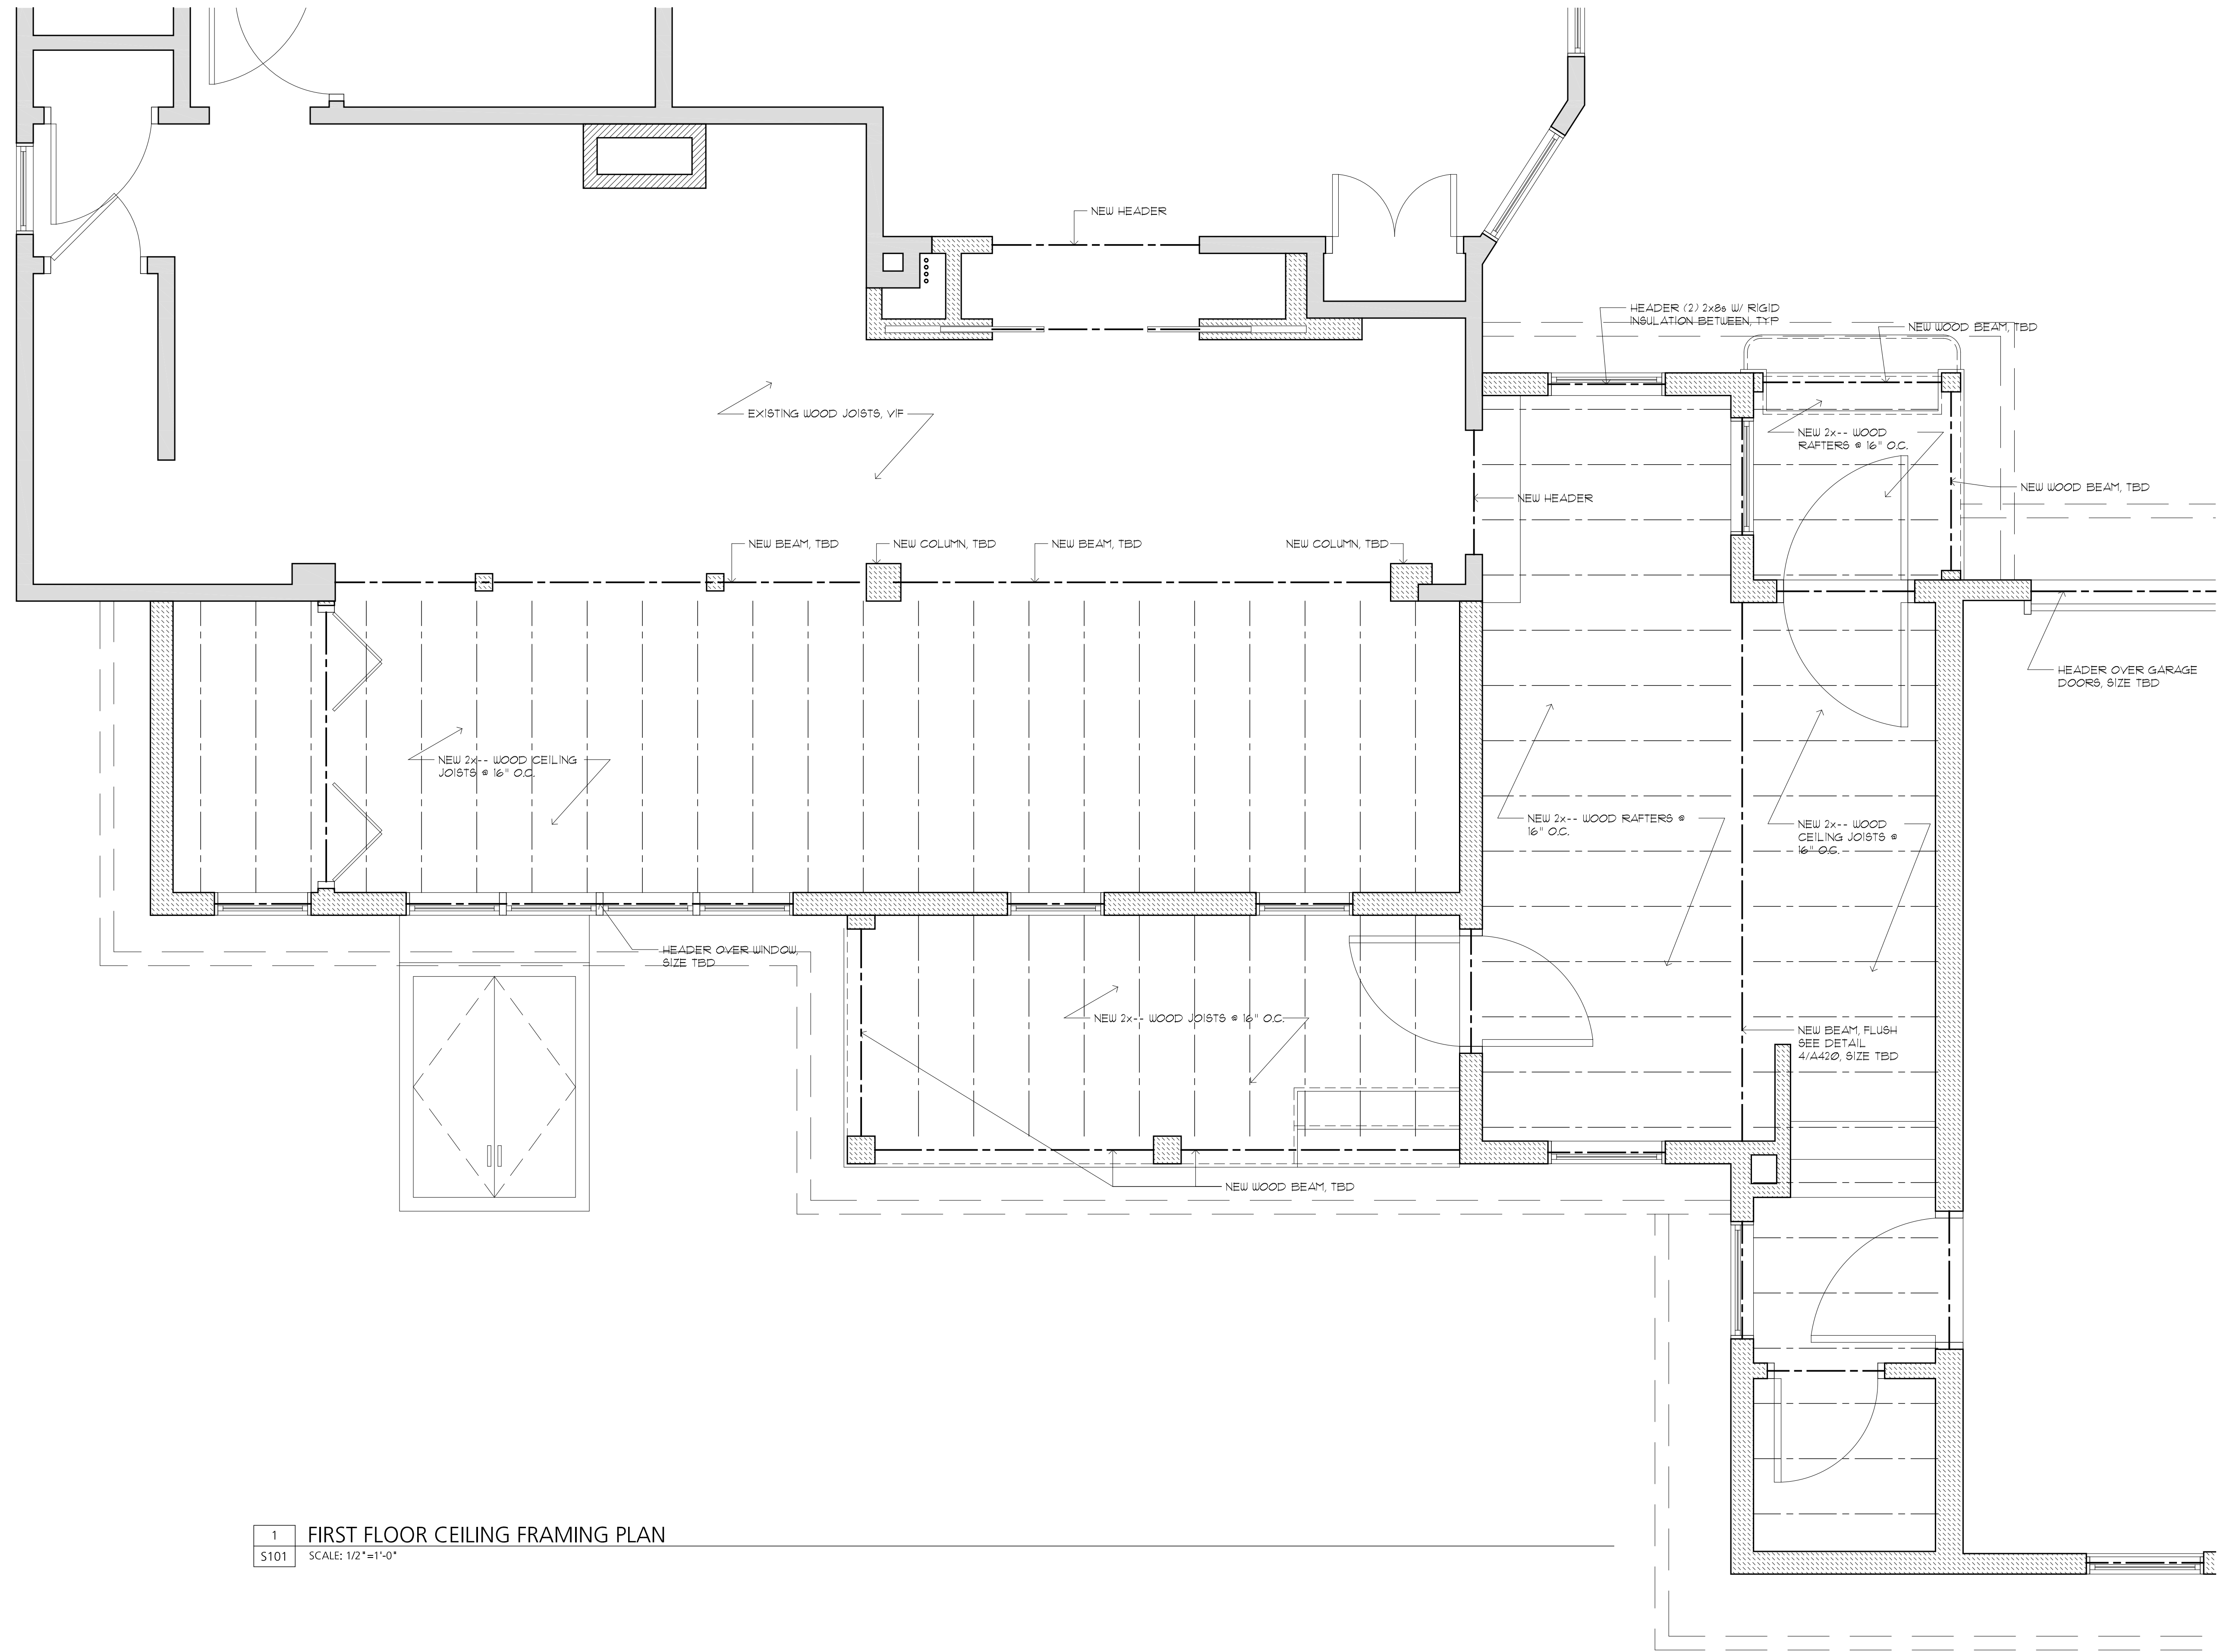 NEW HEADER
HEADER (2) 2x8s W/ RIGID
INSULATION BETWEEN, TYP
NEW WOOD BEAM, TBD
EXISTING WOOD JOISTS, VIF
NEW 2x-- WOOD
RAFTERS @ 16" O.C.
NEW HEADER
NEW WOOD BEAM, TBD
NEW BEAM, TBD
NEW COLUMN, TBD
NEW BEAM, TBD
NEW COLUMN, TBD
HEADER OVER GARAGE
DOORS, SIZE TBD
NEW 2x-- WOOD CEILING
JOISTS @ 16" O.C.
NEW 2x-- WOOD RAFTERS @
16" O.C.
NEW 2x-- WOOD
CEILING JOISTS @
16" O.C.
HEADER OVER WINDOW,
SIZE TBD
NEW 2x-- WOOD JOISTS @ 16" O.C.
NEW BEAM, FLUSH
SEE DETAIL
4/A420, SIZE TBD
NEW WOOD BEAM, TBD
1
FIRST FLOOR CEILING FRAMING PLAN
S101
SCALE: 1/2"=1'-0"